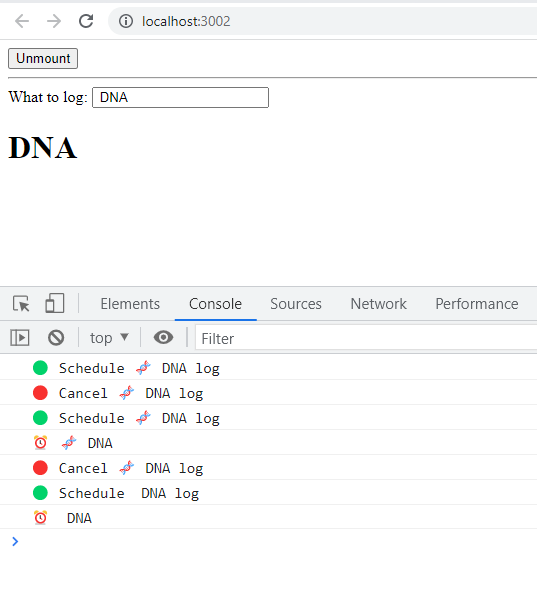 localhost:3002
Unmount
What to log: DNA
DNA
Elements Console Sources Network Performance
top ▼ Filter
🟢 Schedule 🧬 DNA log
🔴 Cancel 🧬 DNA log
🟢 Schedule 🧬 DNA log
⏰ 🧬 DNA
🔴 Cancel 🧬 DNA log
🟢 Schedule  DNA log
⏰  DNA